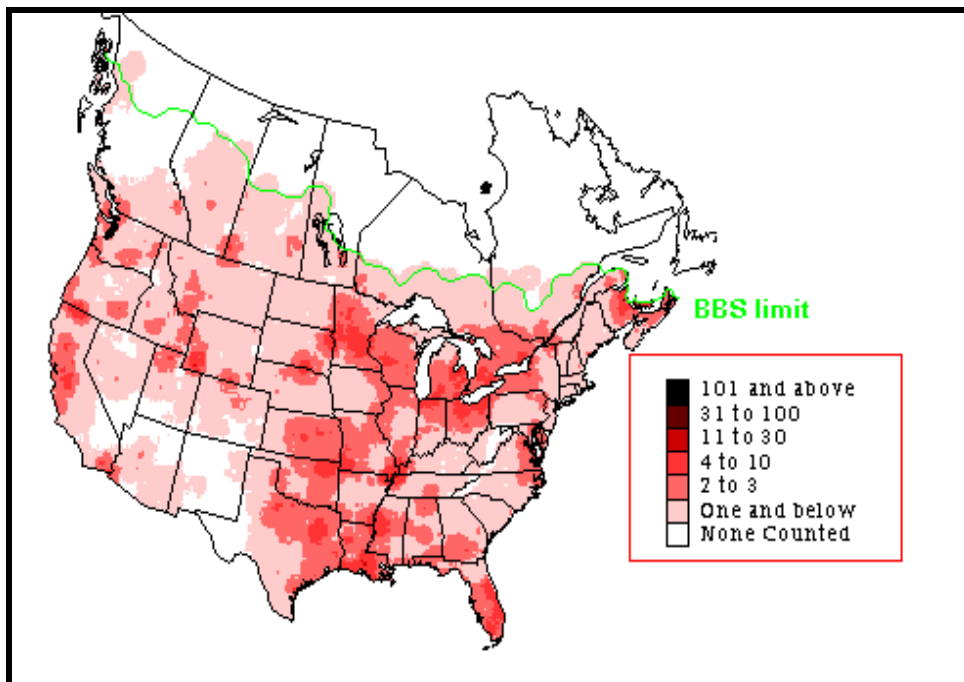 BBS limit
101 and above
31 to 100
11 to 30
4 to 10
2 to 3
One and below
None Counted